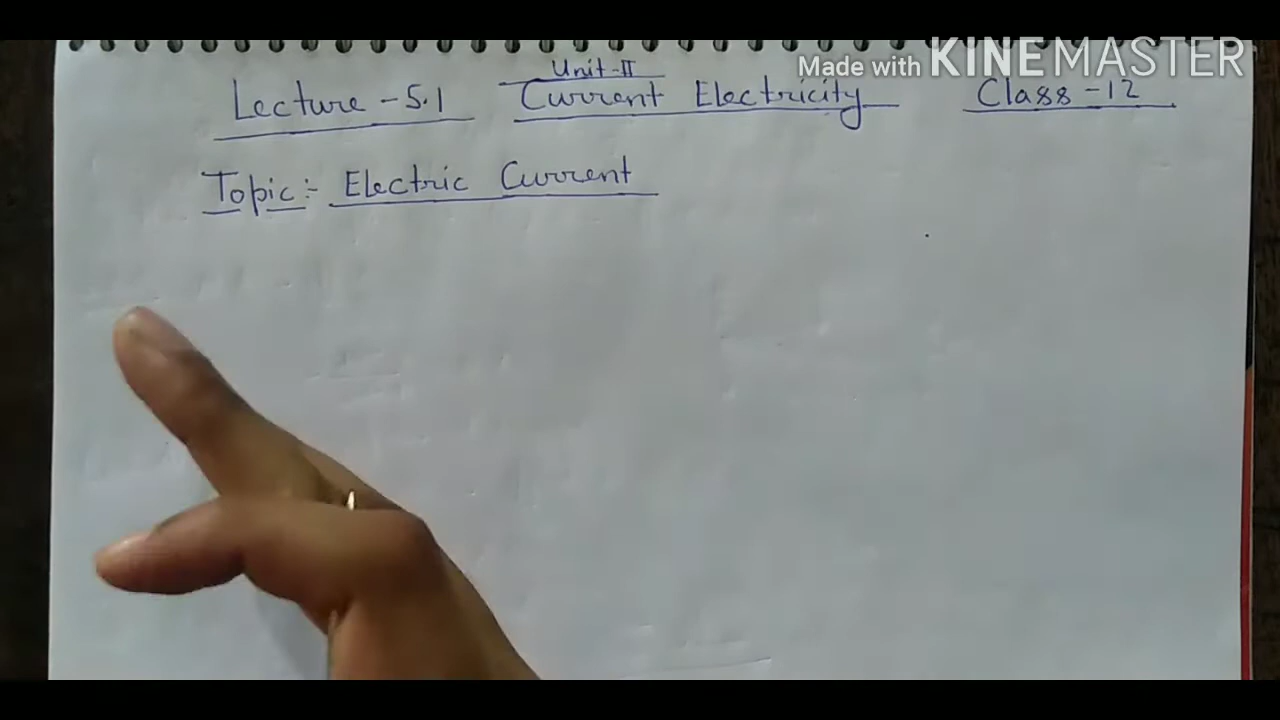 Made with KINEMASTER
Unit-II
Lecture - 5.1 Current Electricity Class - 12
Topic:- Electric Current